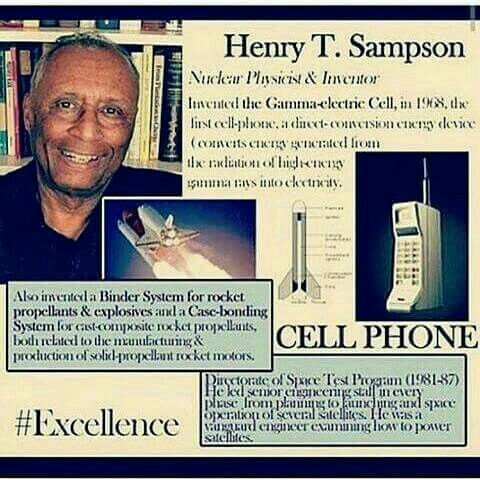 Henry T. Sampson
Nuclear Physicist & Inventor
Invented the Gamma-electric Cell, in 1968, the
first cell-phone, a direct- conversion energy device
( converts energy generated from
the radiation of high-energy
gamma rays into electricity.
Also invented a Binder System for rocket
propellants & explosives and a Case-bonding
System for cast-composite rocket propellants,
both related to the manufacturing &
production of solid-propellant rocket motors.
CELL PHONE
Directorate of Space Test Program (1981-87)
He led senior engineering staff in every
phase from planning to launching and space
operation of several satellites. He was a
vanguard engineer examining how to power
satellites.
#Excellence